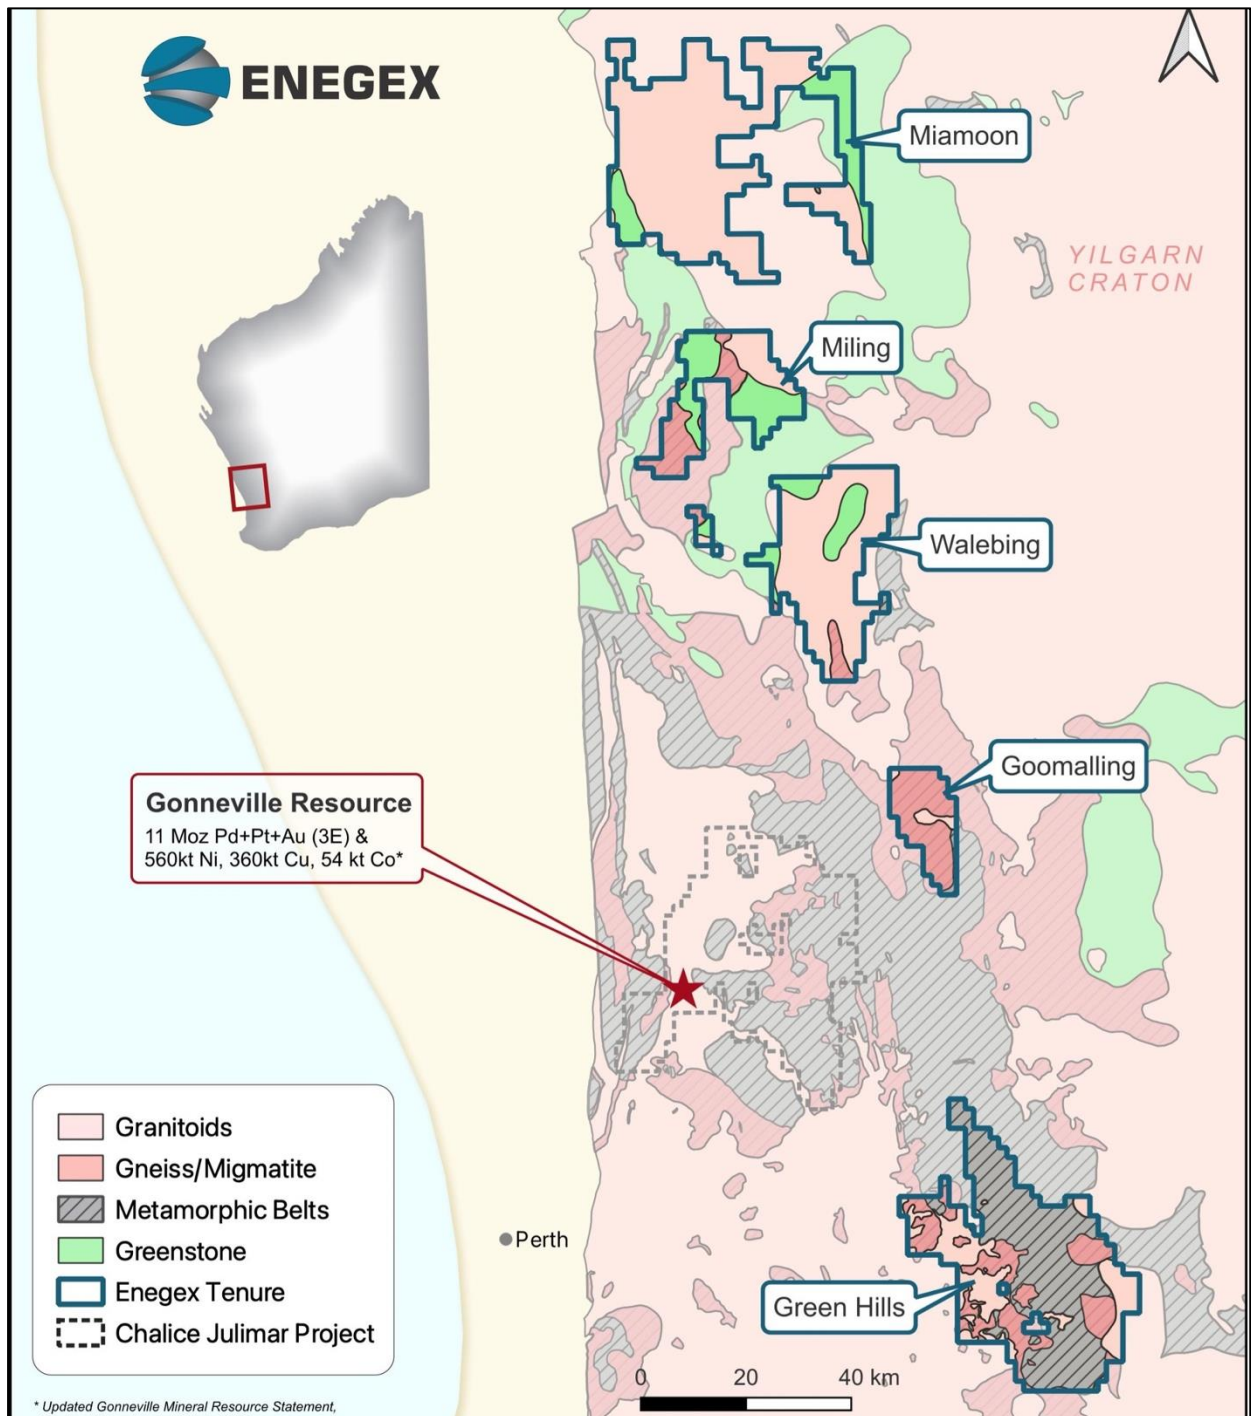 ENEGEX
Miamoon
YILGARN
CRATON
Miling
Walebing
Goomalling
Gonneville Resource
11 Moz Pd+Pt+Au (3E) &
560kt Ni, 360kt Cu, 54 kt Co*
Granitoids
Gneiss/Migmatite
Metamorphic Belts
Greenstone
Enegex Tenure
Chalice Julimar Project
Perth
Green Hills
0 20 40 km
* Updated Gonneville Mineral Resource Statement,